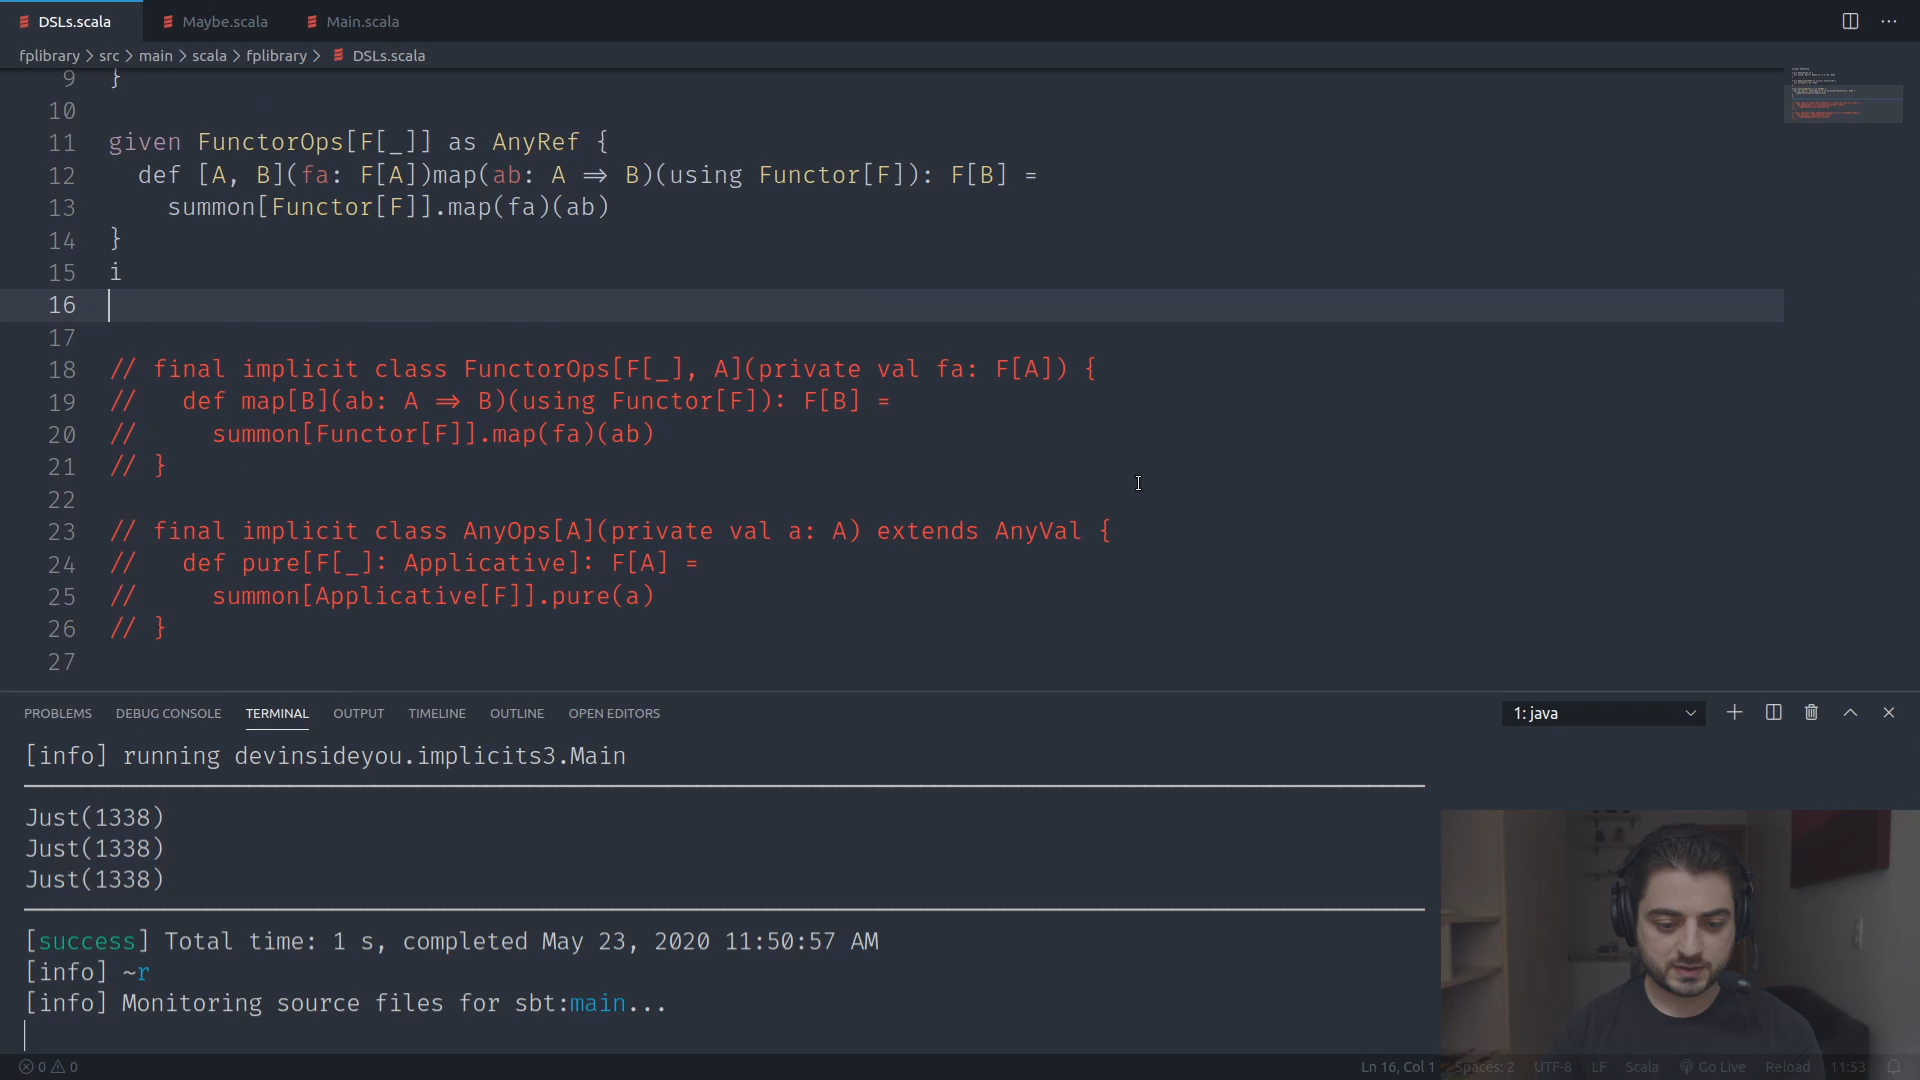 DSLs.scala Maybe.scala Main.scala
fplibrary > src > main > scala > fplibrary > DSLs.scala
9 }
10
11 given FunctorOps[F[_]] as AnyRef {
12   def [A, B](fa: F[A])map(ab: A => B)(using Functor[F]): F[B] =
13     summon[Functor[F]].map(fa)(ab)
14 }
15 i
16
17
18 // final implicit class FunctorOps[F[_], A](private val fa: F[A]) {
19 //   def map[B](ab: A => B)(using Functor[F]): F[B] =
20 //     summon[Functor[F]].map(fa)(ab)
21 // }
22
23 // final implicit class AnyOps[A](private val a: A) extends AnyVal {
24 //   def pure[F[_]: Applicative]: F[A] =
25 //     summon[Applicative[F]].pure(a)
26 // }
27
PROBLEMS DEBUG CONSOLE TERMINAL OUTPUT TIMELINE OUTLINE OPEN EDITORS 1: java
[info] running devinsideyou.implicits3.Main
Just(1338)
Just(1338)
Just(1338)
[success] Total time: 1 s, completed May 23, 2020 11:50:57 AM
[info] ~r
[info] Monitoring source files for sbt:main...
0 0 Ln 16, Col 1 Spaces: 2 UTF-8 LF Scala Go Live Reload 11:53